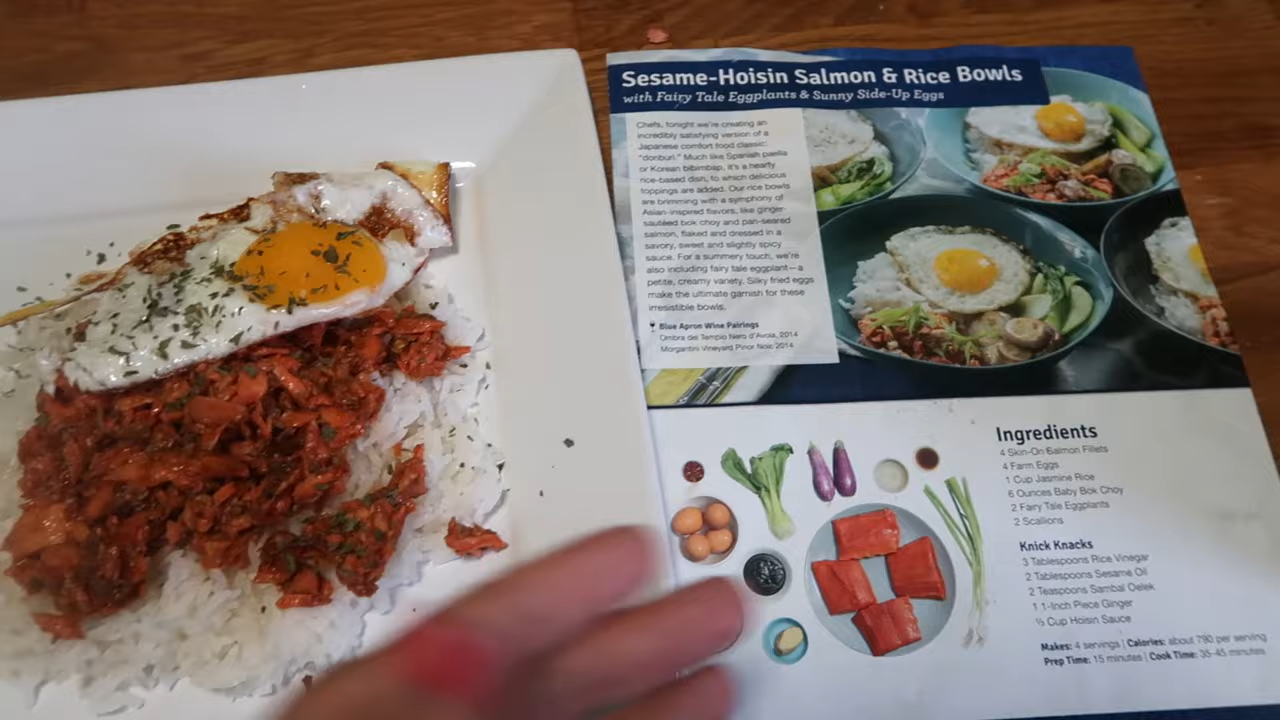 Sesame-Hoisin Salmon & Rice Bowls
with Fairy Tale Eggplants & Sunny Side-Up Eggs
Chefs, tonight we're creating an
incredibly satisfying version of a
Japanese comfort food classic:
"donburi." Much like Spanish paella
or Korean bibimbap, it's a hearty
rice-based dish, to which delicious
toppings are added. Our rice bowls
are brimming with a symphony of
Asian-inspired flavors, like ginger-
sautéed bok choy and pan-seared
salmon, flaked and dressed in a
savory, sweet and slightly spicy
sauce. For a summery touch, we're
also including fairy tale eggplant—a
petite, creamy variety. Silky fried eggs
make the ultimate garnish for these
irresistible bowls.
Blue Apron Wine Pairings
Ombra del Tempio Nero d'Avola, 2014
Morgantini Vineyard Pinot Noir, 2014
Ingredients
4 Skin-On Salmon Fillets
4 Farm Eggs
1 Cup Jasmine Rice
6 Ounces Baby Bok Choy
2 Fairy Tale Eggplants
2 Scallions
Knick Knacks
3 Tablespoons Rice Vinegar
2 Tablespoons Sesame Oil
2 Teaspoons Sambal Oelek
1 1-Inch Piece Ginger
⅓ Cup Hoisin Sauce
Makes: 4 servings | Calories: about 790 per serving
Prep Time: 15 minutes | Cook Time: 35-45 minutes